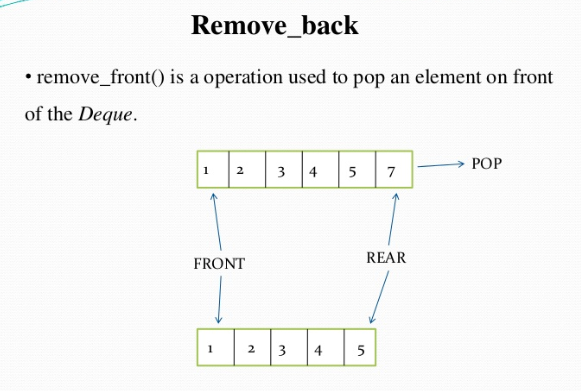 Remove_back
• remove_front() is a operation used to pop an element on front
of the Deque.
1 2 3 4 5 7 POP
FRONT REAR
1 2 3 4 5